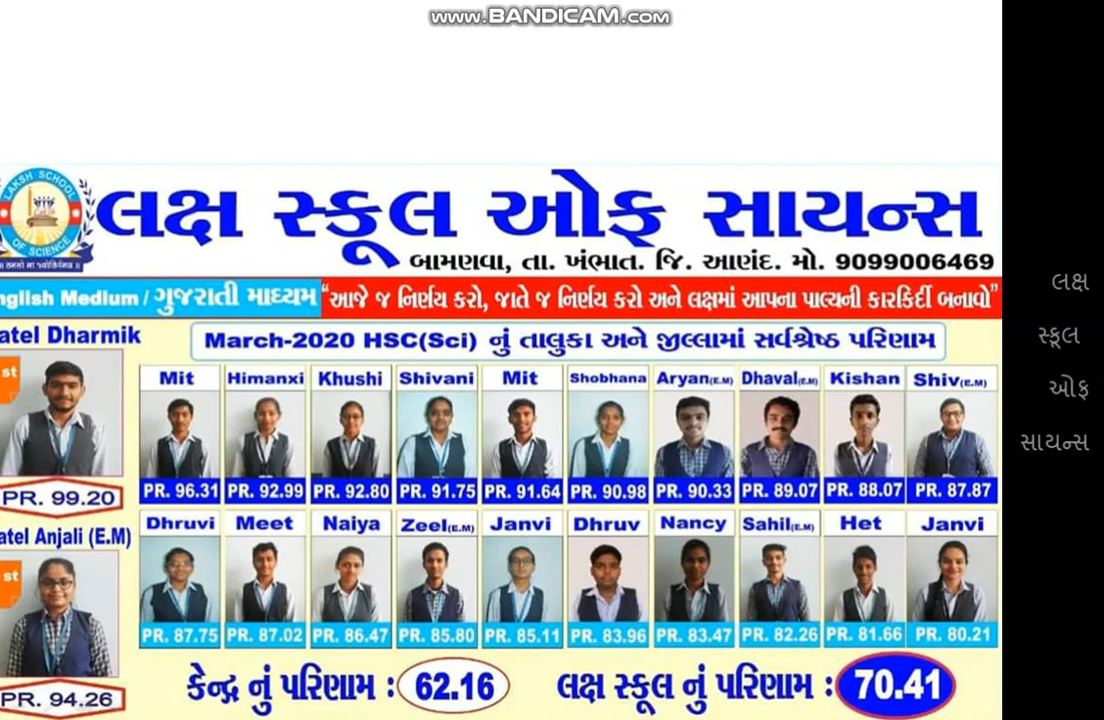 www.BANDICAM.com
LAKSH SCHOOL OF SCIENCE
લક્ષ સ્કૂલ ઓફ સાયન્સ
બામણવા, તા. ખંભાત. જિ. આણંદ. મો. 9099006469
nglish Medium / ગુજરાતી માધ્યમ "આજે જ નિર્ણય કરો, જાતે જ નિર્ણય કરો અને લક્ષમાં આપના પાલ્યની કારકિર્દી બનાવો"
atel Dharmik
March-2020 HSC(Sci) નું તાલુકા અને જીલ્લામાં સર્વશ્રેષ્ઠ પરિણામ
st
Mit Himanxi Khushi Shivani Mit Shobhana Aryan(E.M) Dhaval(E.M) Kishan Shiv(E.M)
PR. 96.31 PR. 92.99 PR. 92.80 PR. 91.75 PR. 91.64 PR. 90.98 PR. 90.33 PR. 89.07 PR. 88.07 PR. 87.87
PR. 99.20
atel Anjali (E.M)
st
Dhruvi Meet Naiya Zeel(E.M) Janvi Dhruv Nancy Sahil(E.M) Het Janvi
PR. 87.75 PR. 87.02 PR. 86.47 PR. 85.80 PR. 85.11 PR. 83.96 PR. 83.47 PR. 82.26 PR. 81.66 PR. 80.21
PR. 94.26
કેન્દ્ર નું પરિણામ : 62.16 લક્ષ સ્કૂલ નું પરિણામ : 70.41
લક્ષ
સ્કૂલ
ઓફ
સાયન્સ